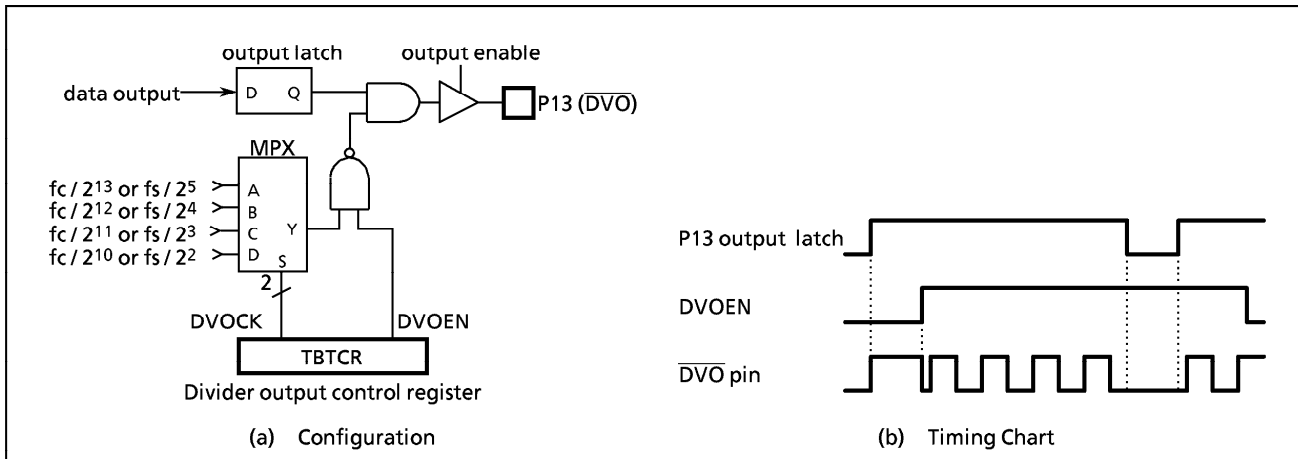 output latch
output enable
data output
D Q
P13 (DVO)
MPX
fc / 2¹³ or fs / 2⁵
fc / 2¹² or fs / 2⁴
fc / 2¹¹ or fs / 2³
fc / 2¹⁰ or fs / 2²
A
B
C
D
Y
S
2
DVOCK
DVOEN
TBTCR
Divider output control register
(a) Configuration
P13 output latch
DVOEN
DVO pin
(b) Timing Chart